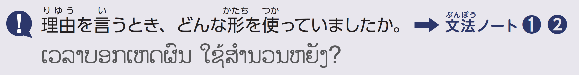 理由を言うとき、どんな形を使っていましたか。 ➡ 文法ノート ❶ ❷
ເວລາບອກເຫດຜົນ ໃຊ້ສຳນວນຫຍັງ?